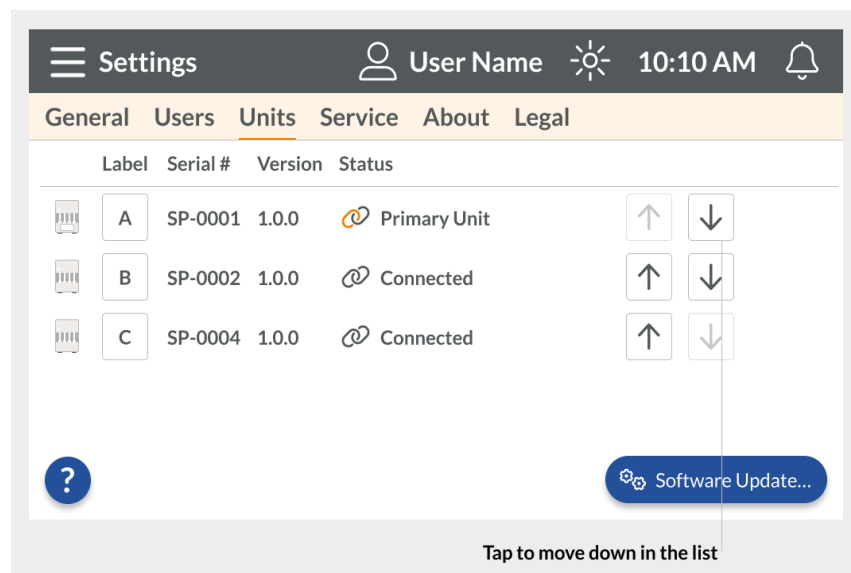 Settings User Name 10:10 AM
General Users Units Service About Legal
Label Serial # Version Status
A SP-0001 1.0.0 Primary Unit
B SP-0002 1.0.0 Connected
C SP-0004 1.0.0 Connected
? Software Update...
Tap to move down in the list